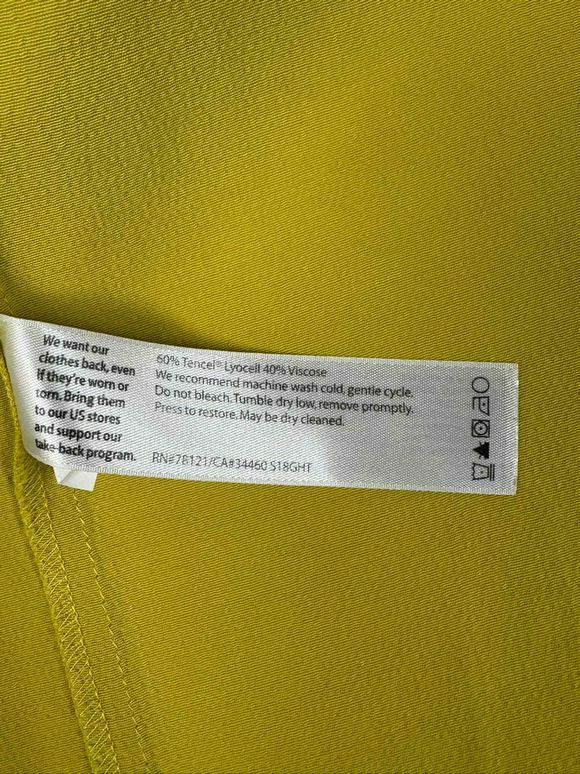 We want our
clothes back, even
if they're worn or
torn. Bring them
to our US stores
and support our
take-back program.
60% Tencel® Lyocell 40% Viscose
We recommend machine wash cold, gentle cycle.
Do not bleach. Tumble dry low, remove promptly.
Press to restore. May be dry cleaned.
RN#78121/CA#34460 S18GHT